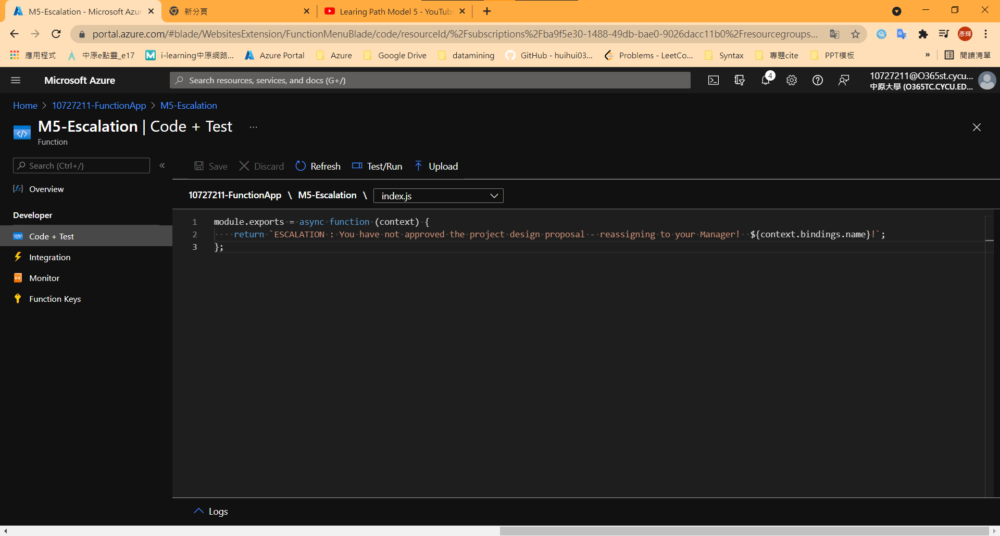 M5-Escalation - Microsoft Azur
新分頁
Learing Path Model 5 - YouTube
portal.azure.com/#blade/WebsitesExtension/FunctionMenuBlade/code/resourceId/%2Fsubscriptions%2Fba9f5e30-1488-49db-bae0-9026dacc11b0%2Fresourcegroups...
彥輝
應用程式
中原e點靈_e17
i-learning中原網路...
Azure Portal
Azure
Google Drive
datamining
GitHub - huihui03...
Problems - LeetCo...
Syntax
專題cite
PPT模板
»
閱讀清單
Microsoft Azure
Search resources, services, and docs (G+/)
4
10727211@O365st.cycu...
中原大學 (O365TC.CYCU.ED...
Home > 10727211-FunctionApp > M5-Escalation
M5-Escalation | Code + Test ...
Function
Search (Ctrl+/)
«
Save
Discard
Refresh
Test/Run
Upload
Overview
Developer
Code + Test
Integration
Monitor
Function Keys
10727211-FunctionApp \ M5-Escalation \ index.js
1 module.exports = async function (context) {
2 return `ESCALATION : You have not approved the project design proposal - reassigning to your Manager!  ${context.bindings.name}!`;
3 };
Logs